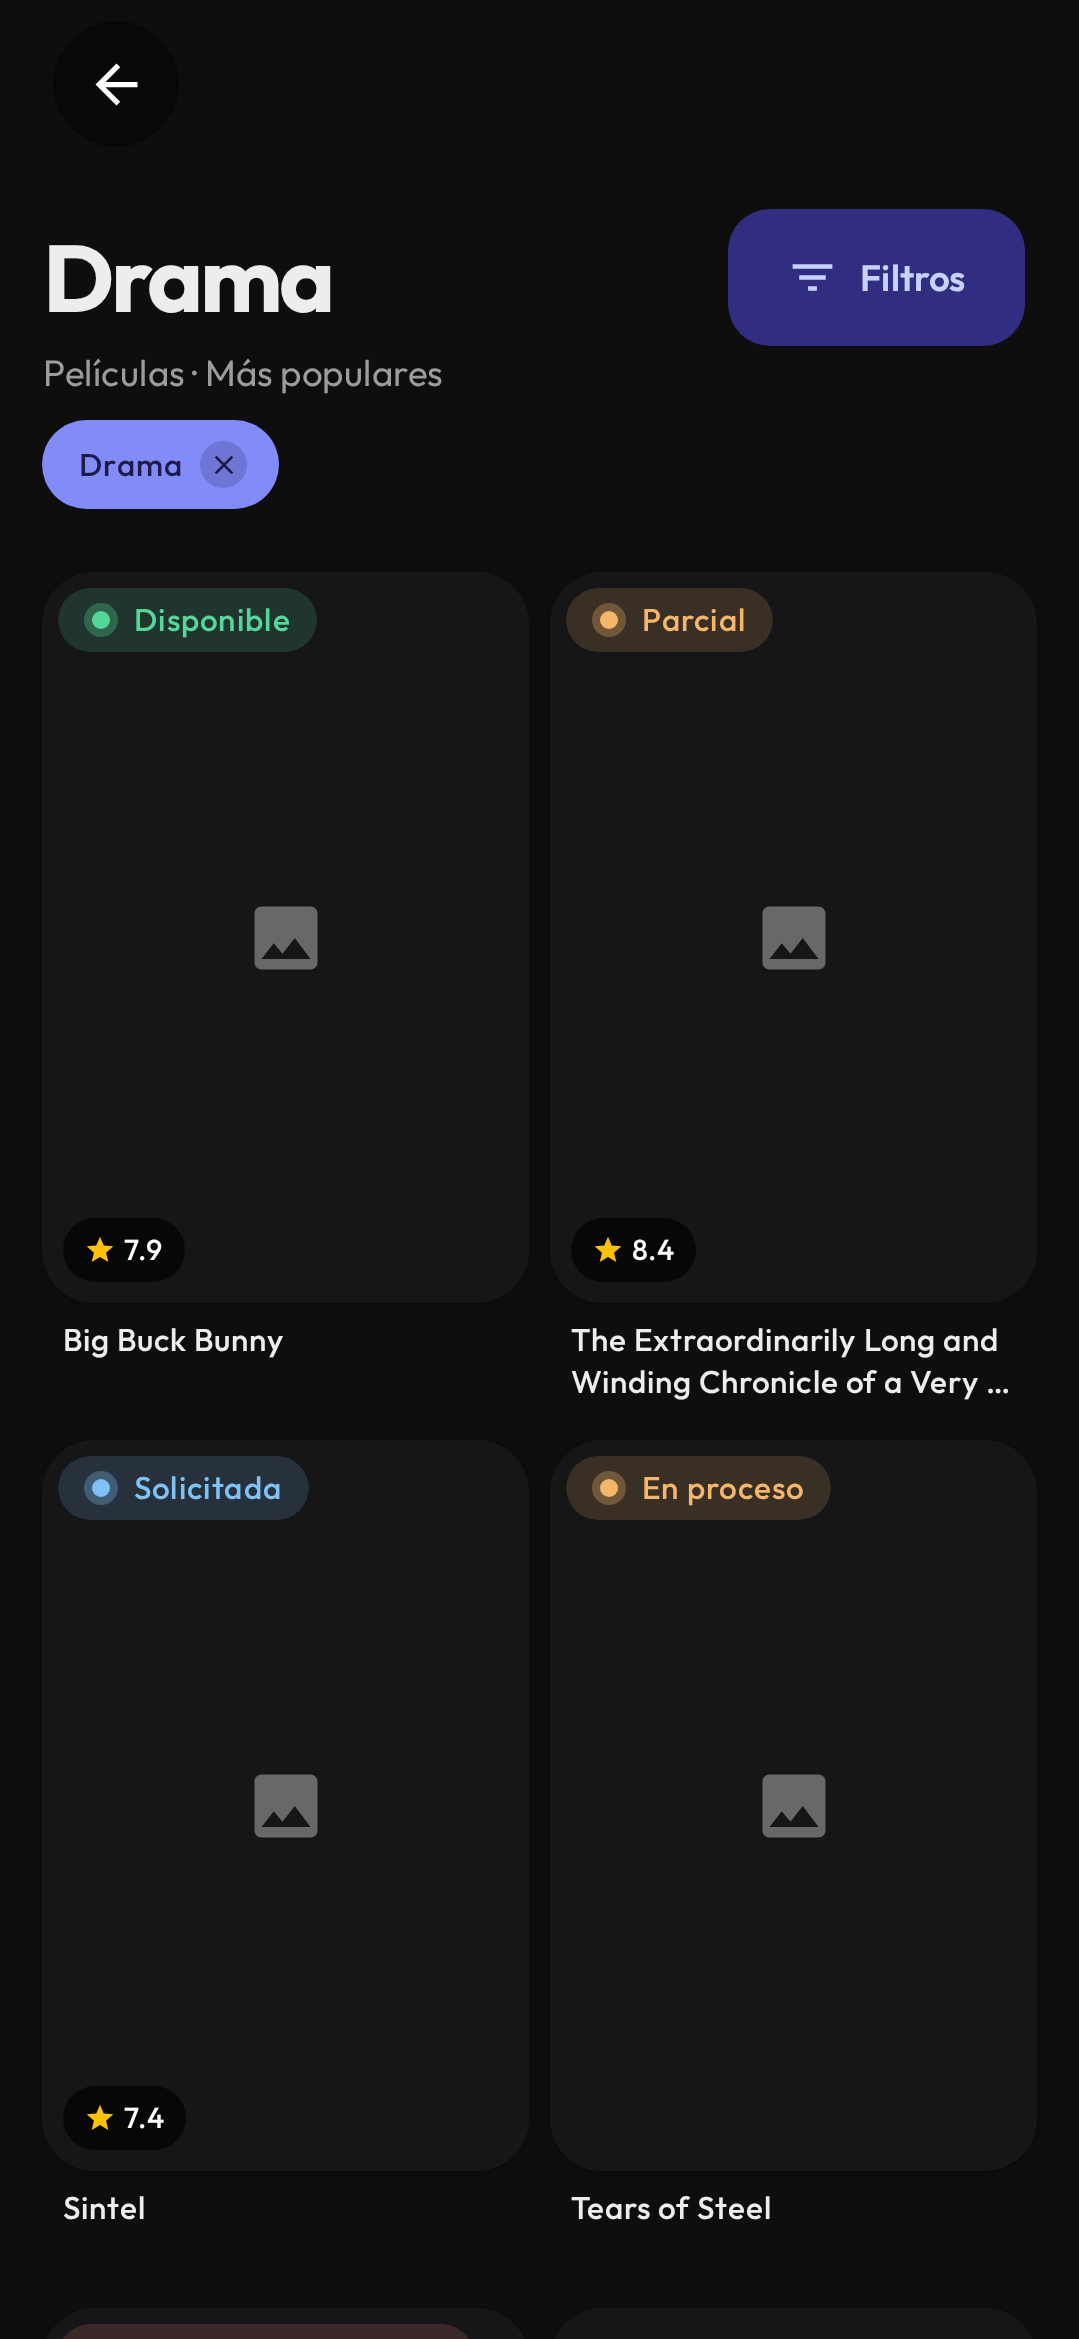 Drama
Filtros
Películas · Más populares
Drama
Disponible
Parcial
7.9
8.4
Big Buck Bunny
The Extraordinarily Long and
Winding Chronicle of a Very ...
Solicitada
En proceso
7.4
Sintel
Tears of Steel